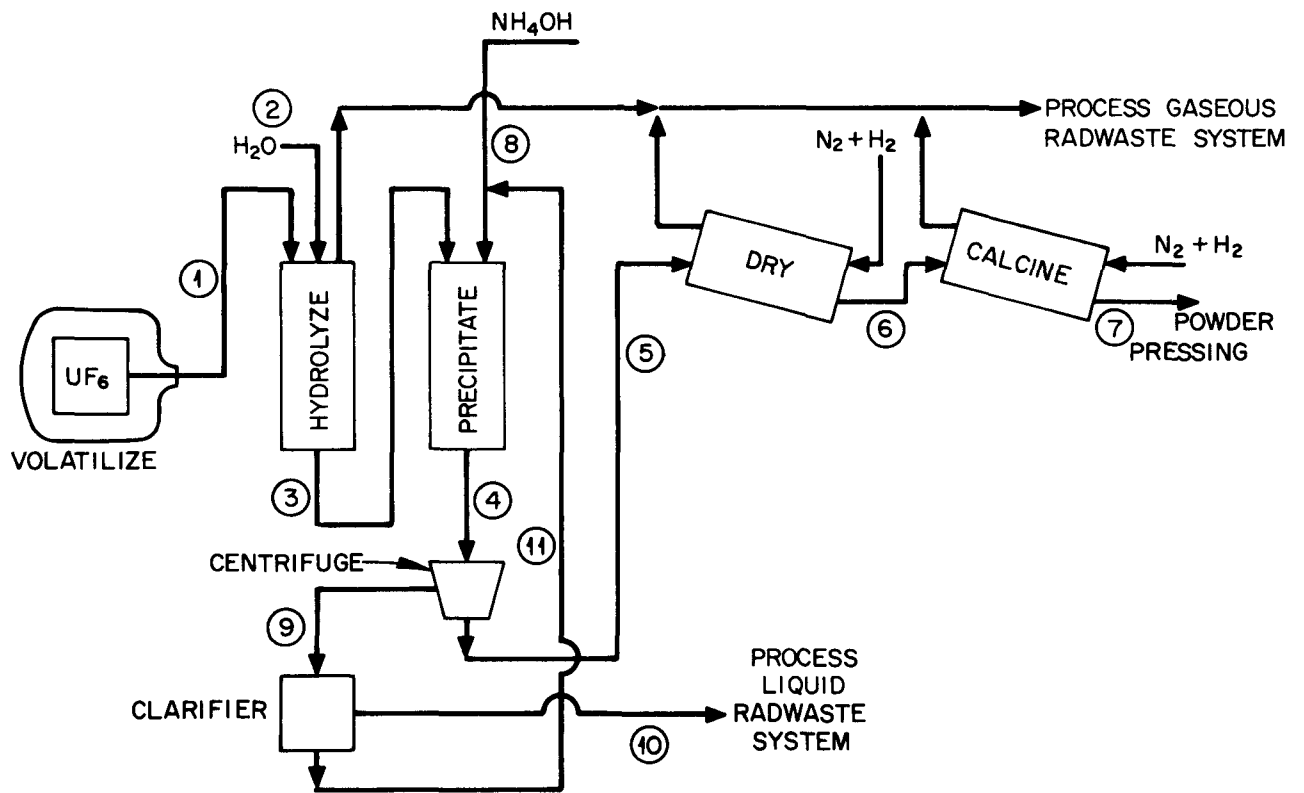 NH₄OH
②
H₂O
⑧
PROCESS GASEOUS
RADWASTE SYSTEM
N₂ + H₂
①
DRY
CALCINE
N₂ + H₂
UF₆
HYDROLYZE
PRECIPITATE
⑤
⑥
⑦
POWDER
PRESSING
VOLATILIZE
③
④
⑪
CENTRIFUGE
⑨
CLARIFIER
PROCESS
LIQUID
RADWASTE
SYSTEM
⑩